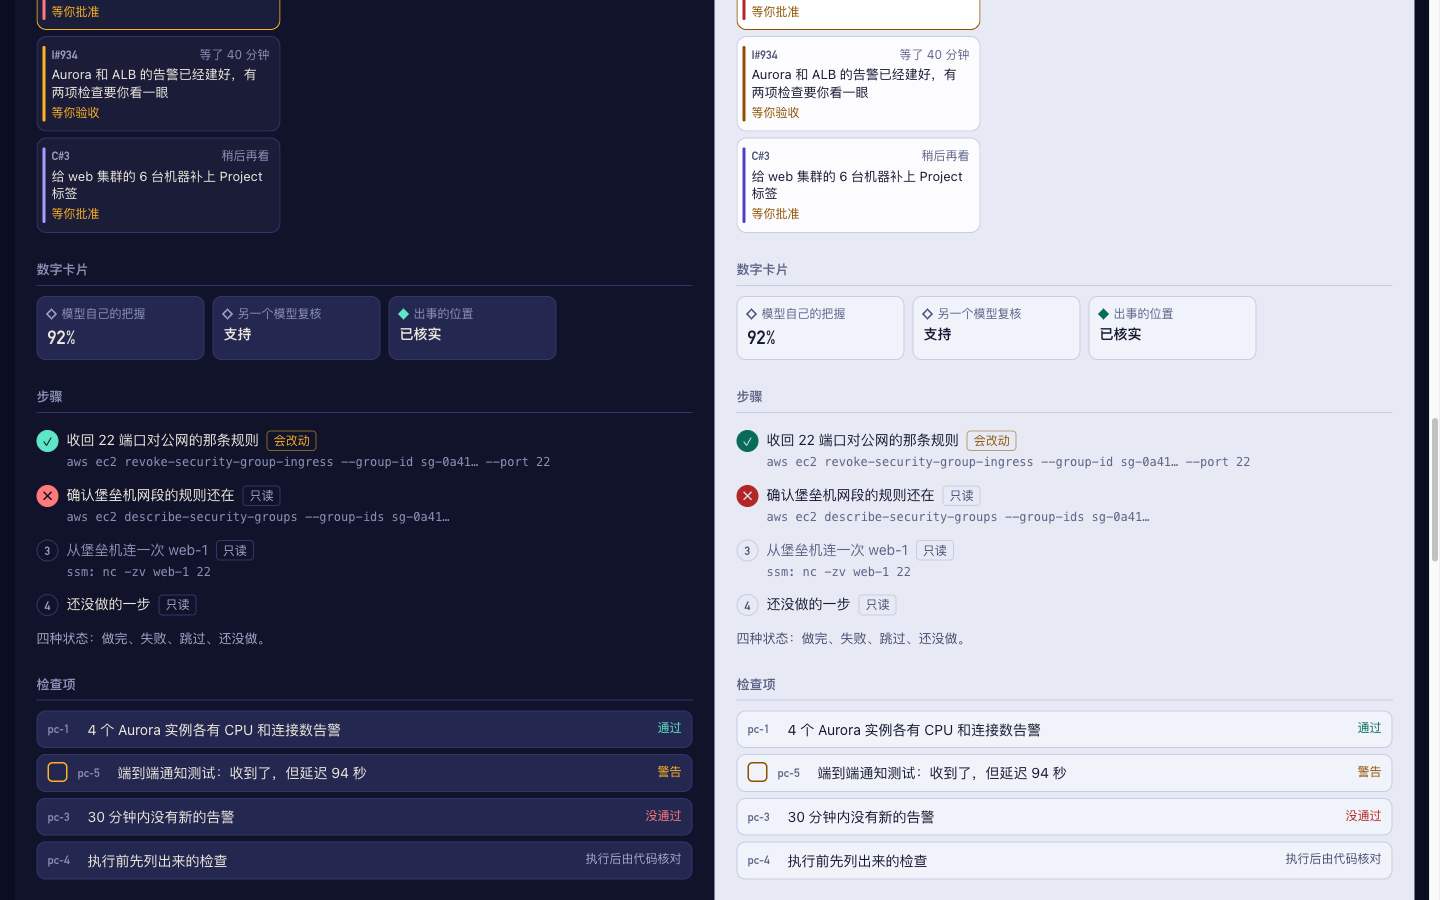 等你批准
I#934 等了 40 分钟
Aurora 和 ALB 的告警已经建好，有
两项检查要你看一眼
等你验收
C#3 稍后再看
给 web 集群的 6 台机器补上 Project
标签
等你批准
数字卡片
模型自己的把握
92%
另一个模型复核
支持
出事的位置
已核实
步骤
收回 22 端口对公网的那条规则 会改动
aws ec2 revoke-security-group-ingress --group-id sg-0a41… --port 22
确认堡垒机网段的规则还在 只读
aws ec2 describe-security-groups --group-ids sg-0a41…
3 从堡垒机连一次 web-1 只读
ssm: nc -zv web-1 22
4 还没做的一步 只读
四种状态：做完、失败、跳过、还没做。
检查项
pc-1 4 个 Aurora 实例各有 CPU 和连接数告警 通过
pc-5 端到端通知测试：收到了，但延迟 94 秒 警告
pc-3 30 分钟内没有新的告警 没通过
pc-4 执行前先列出来的检查 执行后由代码核对
等你批准
I#934 等了 40 分钟
Aurora 和 ALB 的告警已经建好，有
两项检查要你看一眼
等你验收
C#3 稍后再看
给 web 集群的 6 台机器补上 Project
标签
等你批准
数字卡片
模型自己的把握
92%
另一个模型复核
支持
出事的位置
已核实
步骤
收回 22 端口对公网的那条规则 会改动
aws ec2 revoke-security-group-ingress --group-id sg-0a41… --port 22
确认堡垒机网段的规则还在 只读
aws ec2 describe-security-groups --group-ids sg-0a41…
3 从堡垒机连一次 web-1 只读
ssm: nc -zv web-1 22
4 还没做的一步 只读
四种状态：做完、失败、跳过、还没做。
检查项
pc-1 4 个 Aurora 实例各有 CPU 和连接数告警 通过
pc-5 端到端通知测试：收到了，但延迟 94 秒 警告
pc-3 30 分钟内没有新的告警 没通过
pc-4 执行前先列出来的检查 执行后由代码核对